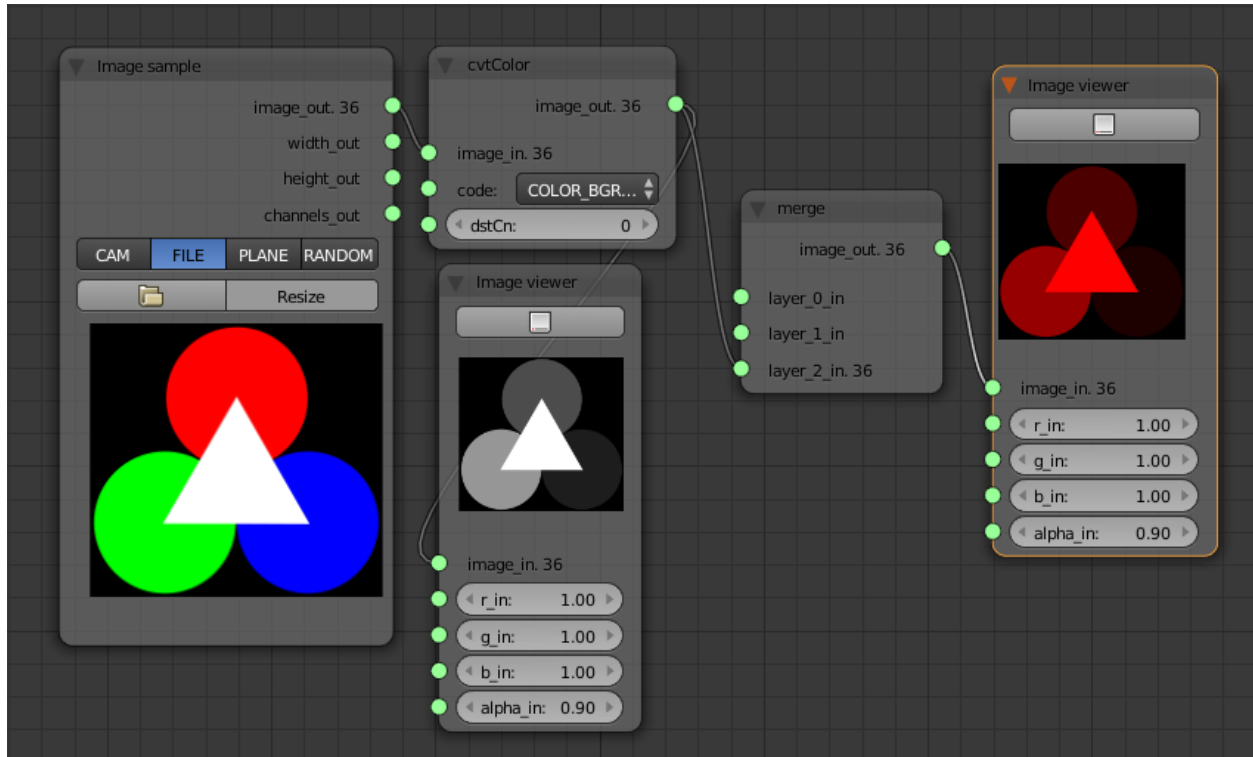 Image sample
image_out. 36
width_out
height_out
channels_out
CAM FILE PLANE RANDOM
Resize
cvtColor
image_out. 36
image_in. 36
code: COLOR_BGR...
dstCn: 0
Image viewer
image_in. 36
r_in: 1.00
g_in: 1.00
b_in: 1.00
alpha_in: 0.90
merge
image_out. 36
layer_0_in
layer_1_in
layer_2_in. 36
Image viewer
image_in. 36
r_in: 1.00
g_in: 1.00
b_in: 1.00
alpha_in: 0.90